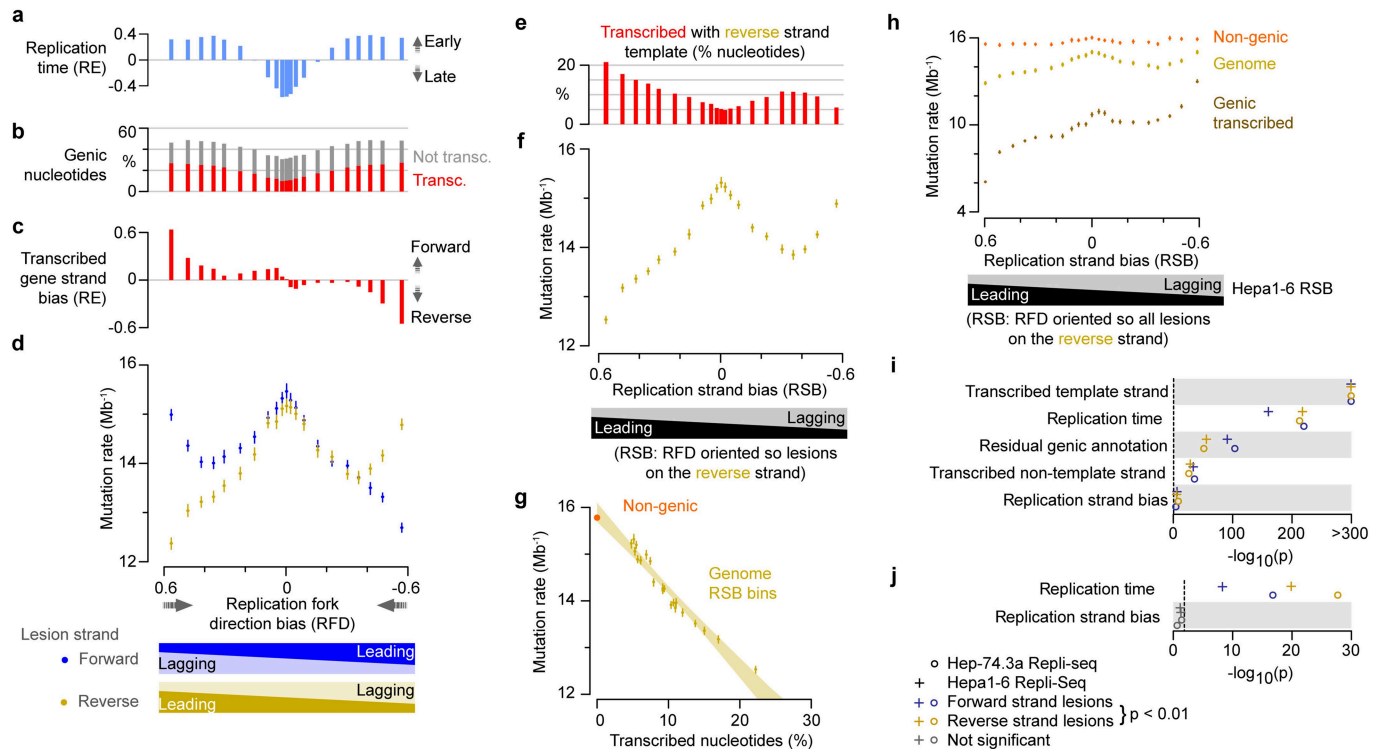 a
Replication
time (RE)
0.4
0
-0.4
Early
Late
b
Genic
nucleotides
60
%
0
Not transc.
Transc.
c
Transcribed
gene strand
bias (RE)
0.6
0
-0.6
Forward
Reverse
d
Mutation rate (Mb⁻¹)
16
14
12
0.6
0
-0.6
Replication fork
direction bias (RFD)
Lesion strand
Forward
Leading
Lagging
Reverse
Lagging
Leading
e
Transcribed with reverse strand
template (% nucleotides)
20
%
0
f
Mutation rate (Mb⁻¹)
16
14
12
0.6
0
-0.6
Replication strand bias (RSB)
Lagging
Leading
(RSB: RFD oriented so lesions
on the reverse strand)
g
Mutation rate (Mb⁻¹)
16
15
14
13
12
Non-genic
Genome
RSB bins
0
10
20
30
Transcribed nucleotides (%)
h
Mutation rate (Mb⁻¹)
16
10
4
Non-genic
Genome
Genic
transcribed
0.6
0
-0.6
Replication strand bias (RSB)
Lagging
Leading
Hepa1-6 RSB
(RSB: RFD oriented so all lesions
on the reverse strand)
i
Transcribed template strand
Replication time
Residual genic annotation
Transcribed non-template strand
Replication strand bias
0
100
200
>300
-log₁₀(p)
j
Replication time
Replication strand bias
0
10
20
30
-log₁₀(p)
Hep-74.3a Repli-seq
Hepa1-6 Repli-Seq
Forward strand lesions
Reverse strand lesions
} p < 0.01
Not significant